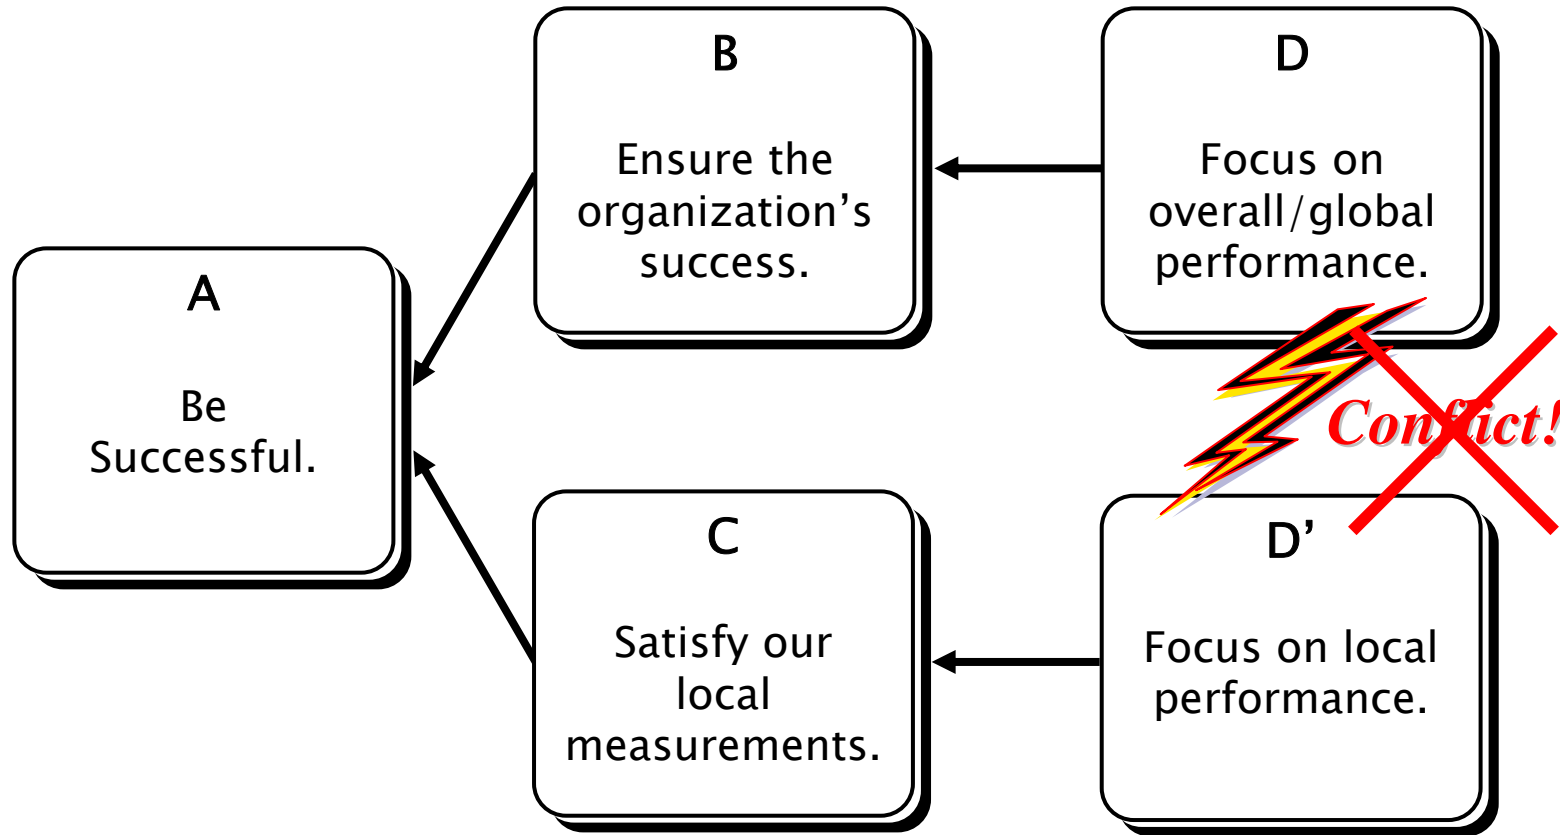 A
Be
Successful.
B
Ensure the
organization’s
success.
D
Focus on
overall/global
performance.
Conflict!
C
Satisfy our
local
measurements.
D’
Focus on local
performance.